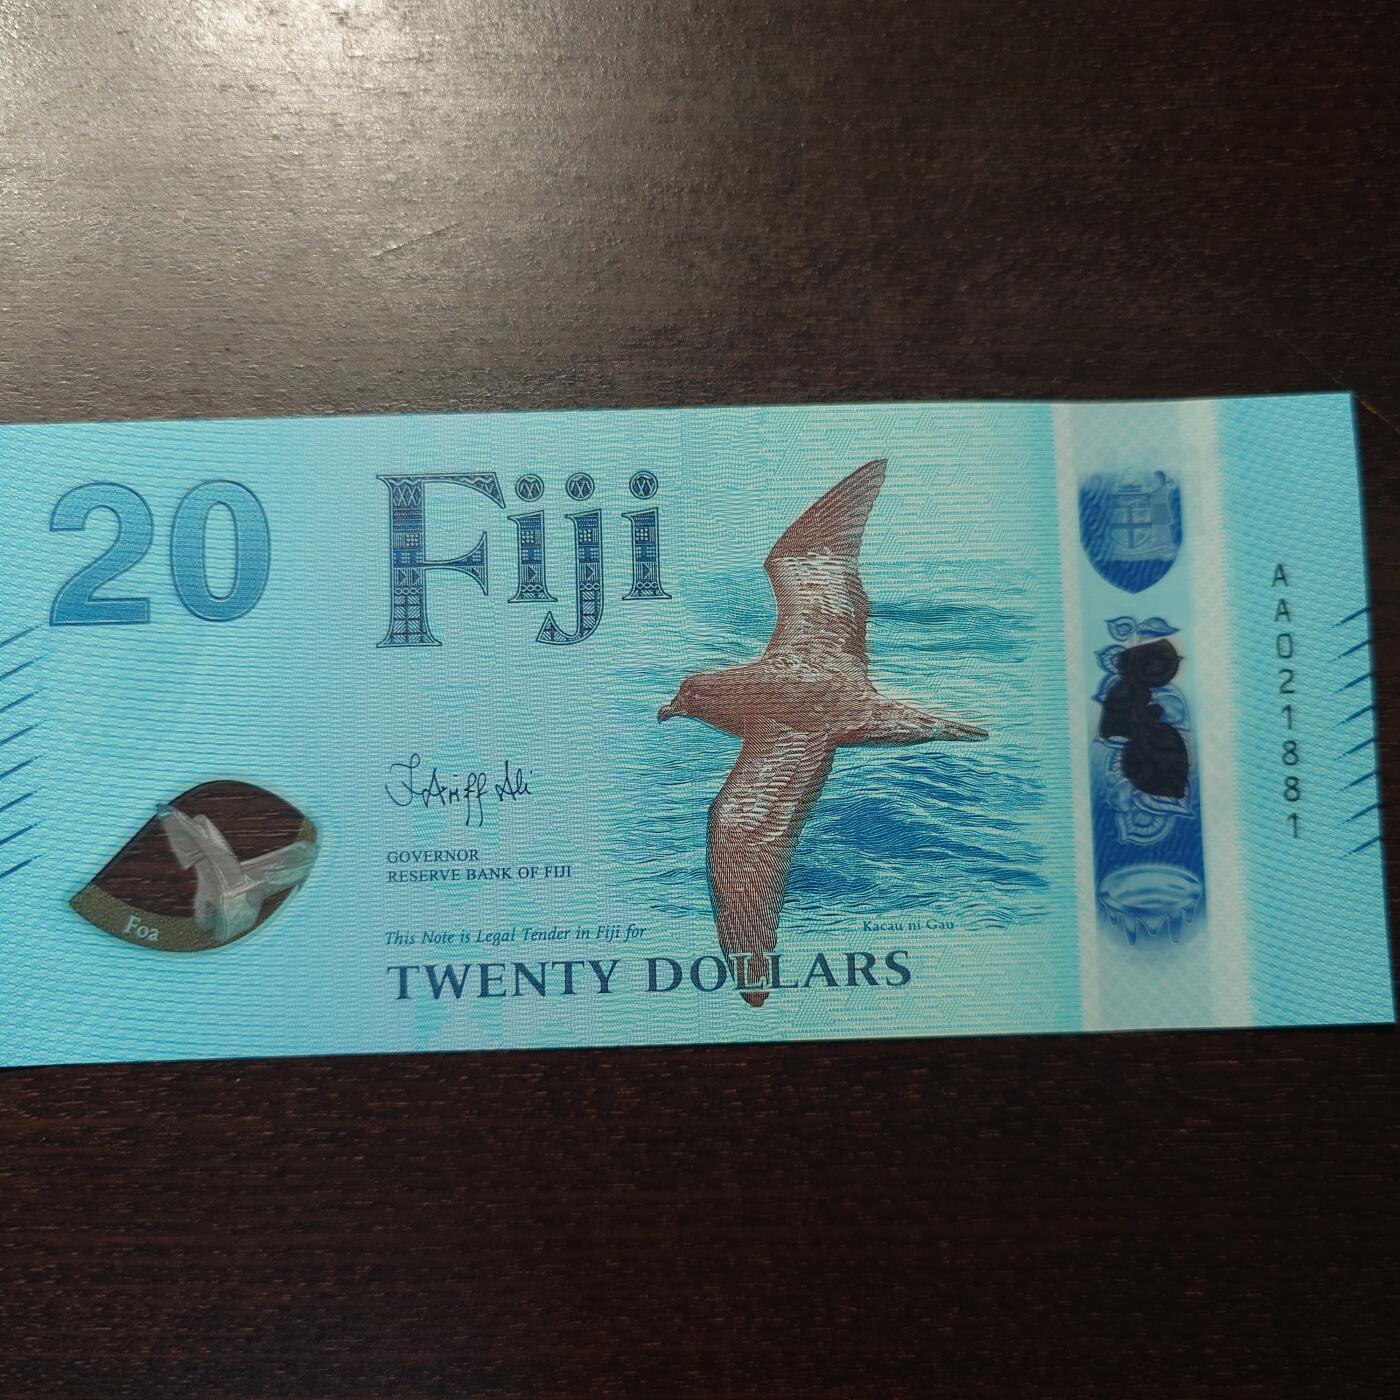 20
Fiji
J Ariff Ali
GOVERNOR
RESERVE BANK OF FIJI
This Note is Legal Tender in Fiji for
TWENTY DOLLARS
Kacau ni Gau
Foa
AA021881